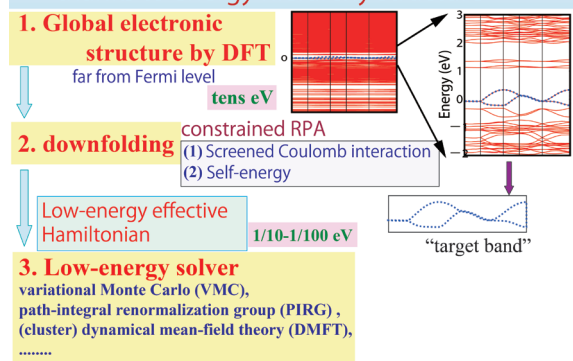 1. Global electronic
structure by DFT
far from Fermi level
tens eV
0
3
2
1
0
−1
−2
Energy (eV)
2. downfolding
constrained RPA
(1) Screened Coulomb interaction
(2) Self-energy
Low-energy effective
Hamiltonian
1/10-1/100 eV
“target band”
3. Low-energy solver
variational Monte Carlo (VMC),
path-integral renormalization group (PIRG) ,
(cluster) dynamical mean-field theory (DMFT),
........